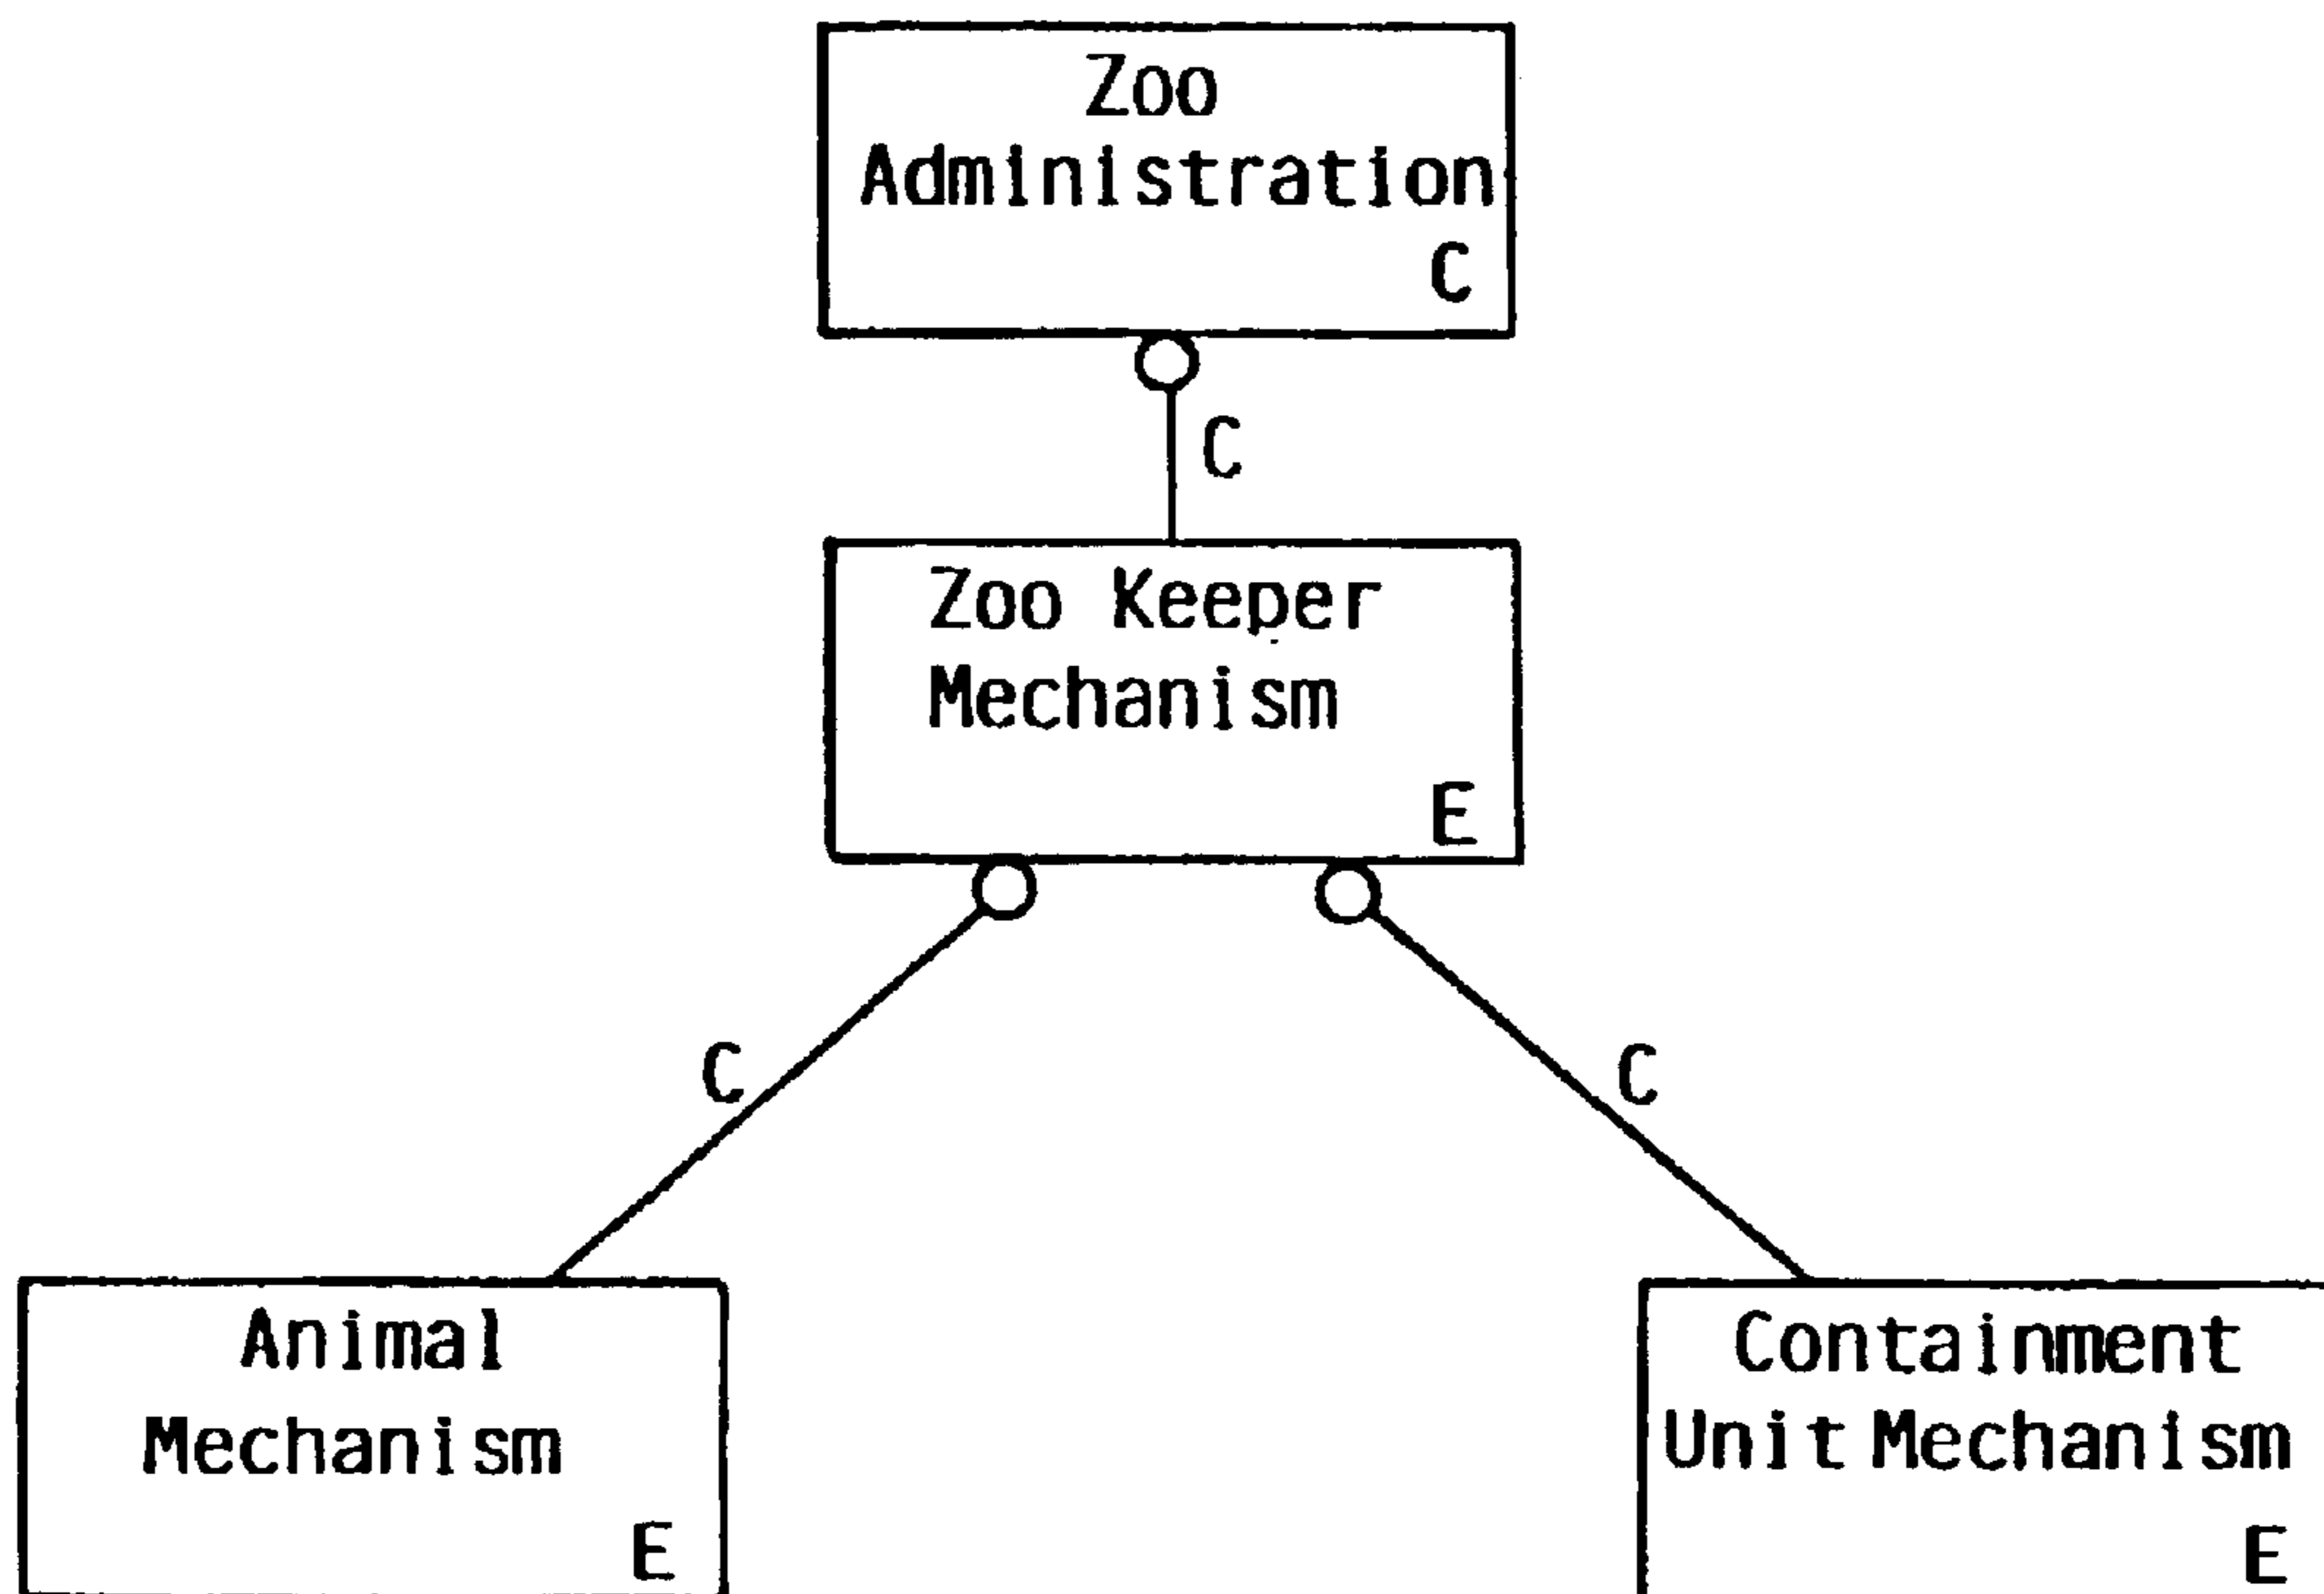 Zoo
Administration
C
C
Zoo Keeper
Mechanism
E
C
C
Animal
Mechanism
E
Containment
Unit Mechanism
E